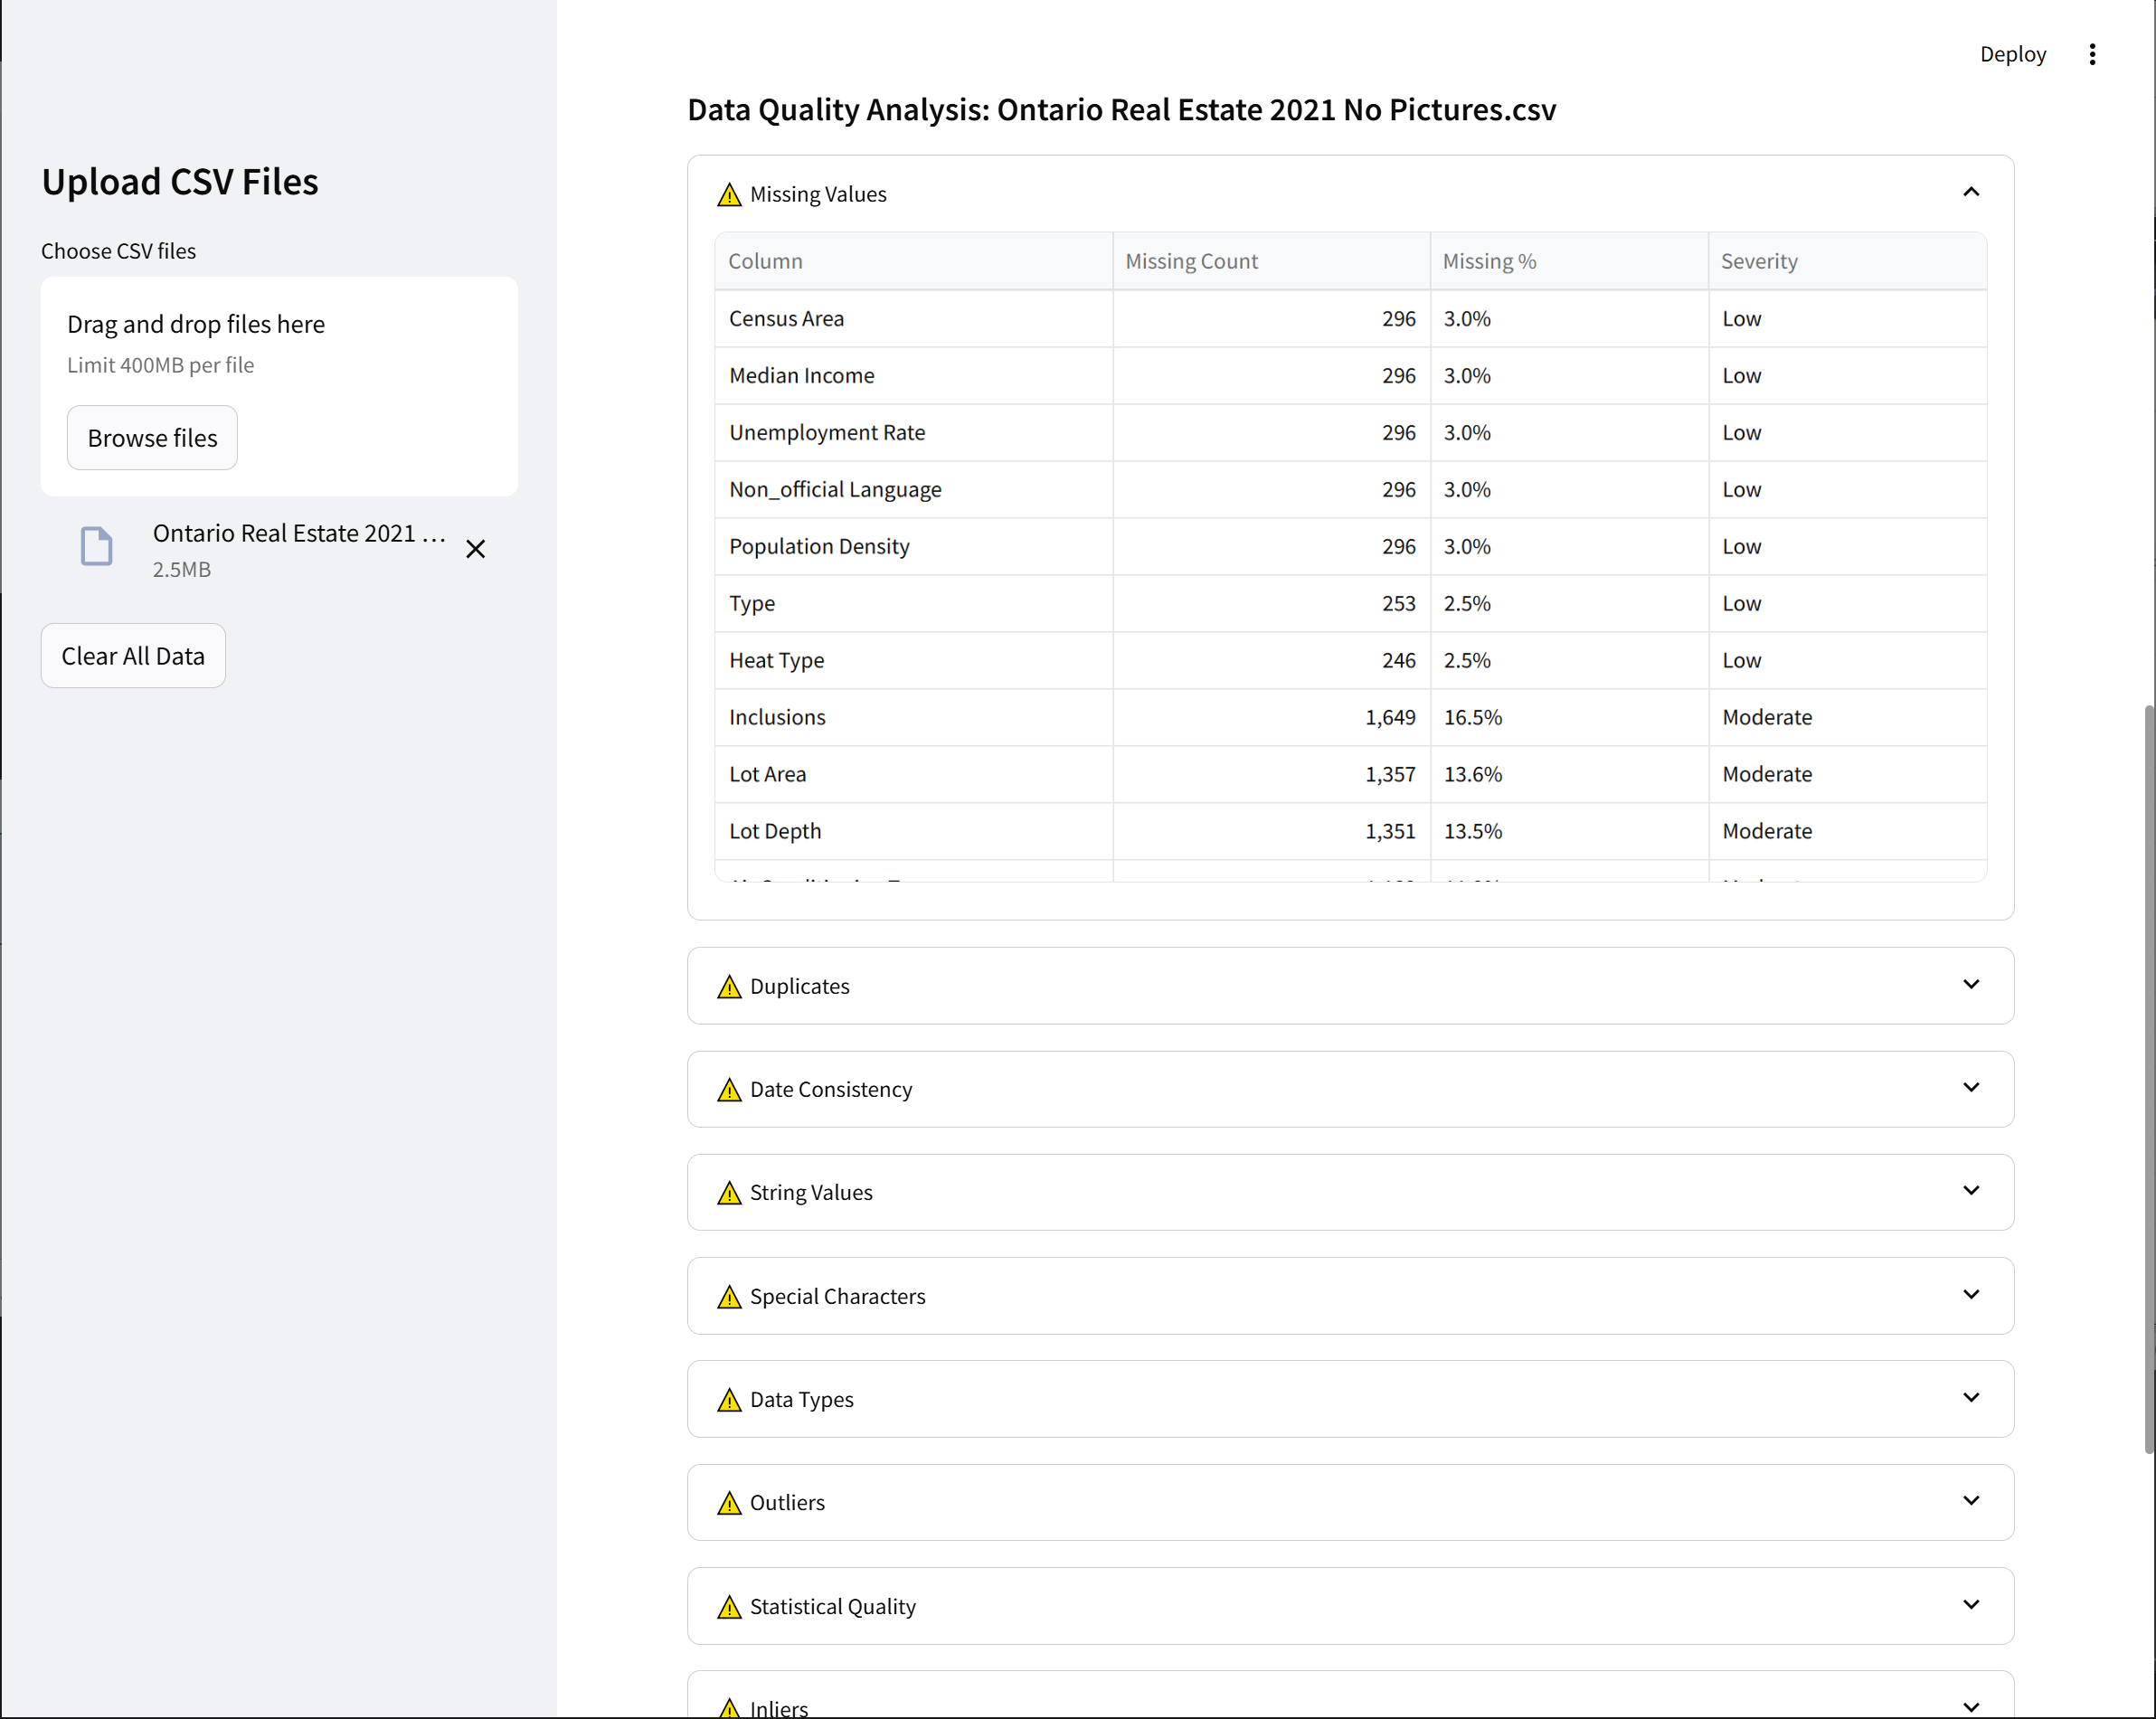 Deploy
Upload CSV Files
Choose CSV files
Drag and drop files here
Limit 400MB per file
Browse files
Ontario Real Estate 2021 ...
2.5MB
Clear All Data
Data Quality Analysis: Ontario Real Estate 2021 No Pictures.csv
Missing Values
Column Missing Count Missing % Severity
Census Area 296 3.0% Low
Median Income 296 3.0% Low
Unemployment Rate 296 3.0% Low
Non_official Language 296 3.0% Low
Population Density 296 3.0% Low
Type 253 2.5% Low
Heat Type 246 2.5% Low
Inclusions 1,649 16.5% Moderate
Lot Area 1,357 13.6% Moderate
Lot Depth 1,351 13.5% Moderate
Duplicates
Date Consistency
String Values
Special Characters
Data Types
Outliers
Statistical Quality
Inliers